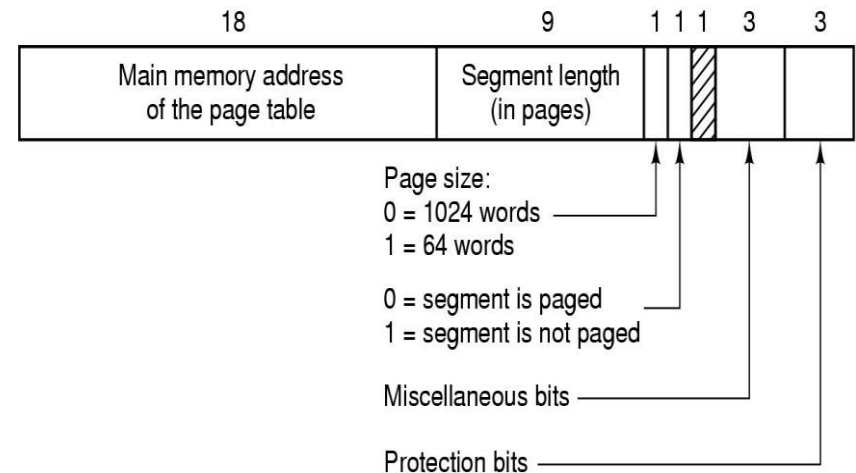 18 9 1 1 1 3 3
Main memory address
of the page table
Segment length
(in pages)
Page size:
0 = 1024 words
1 = 64 words
0 = segment is paged
1 = segment is not paged
Miscellaneous bits
Protection bits